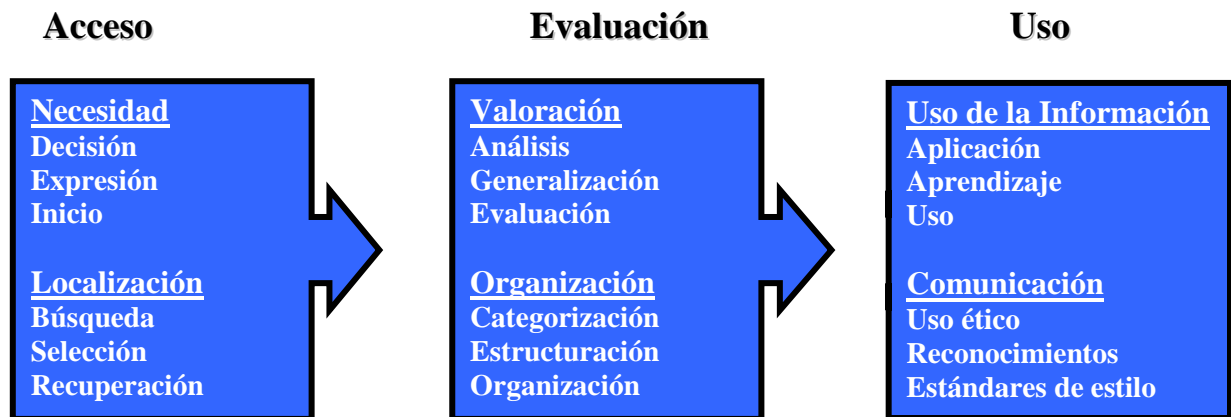 Acceso
Necesidad
Decisión
Expresión
Inicio
Localización
Búsqueda
Selección
Recuperación
Evaluación
Valoración
Análisis
Generalización
Evaluación
Organización
Categorización
Estructuración
Organización
Uso
Uso de la Información
Aplicación
Aprendizaje
Uso
Comunicación
Uso ético
Reconocimientos
Estándares de estilo